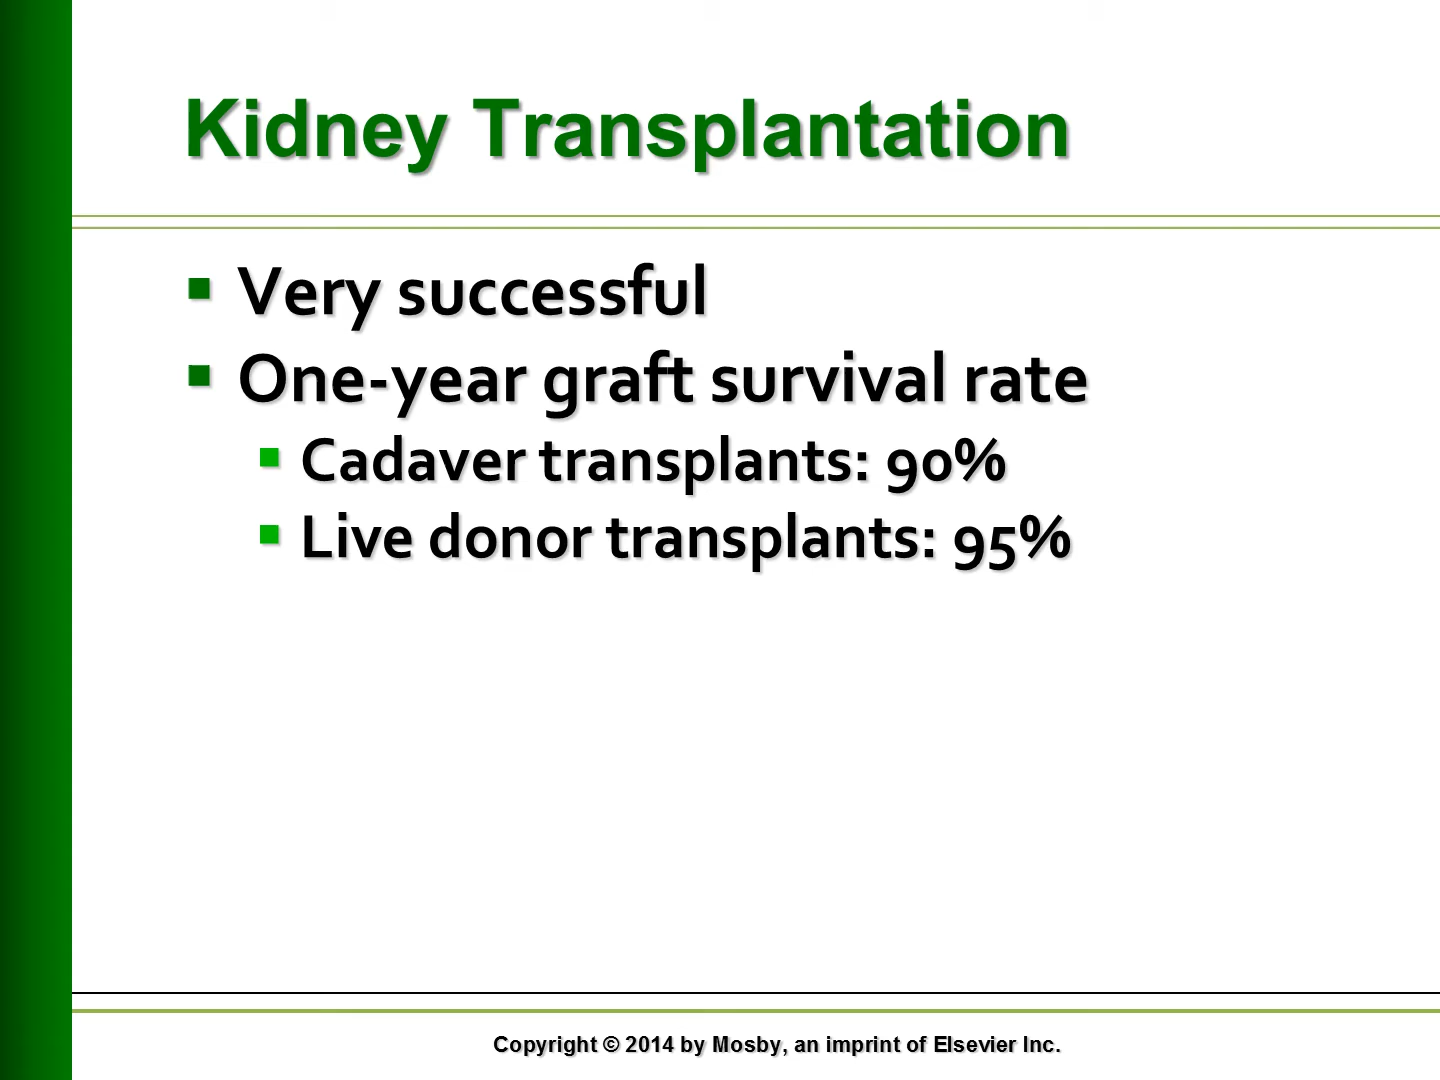 Kidney Transplantation
Very successful
One-year graft survival rate
Cadaver transplants: 90%
Live donor transplants: 95%
Copyright © 2014 by Mosby, an imprint of Elsevier Inc.